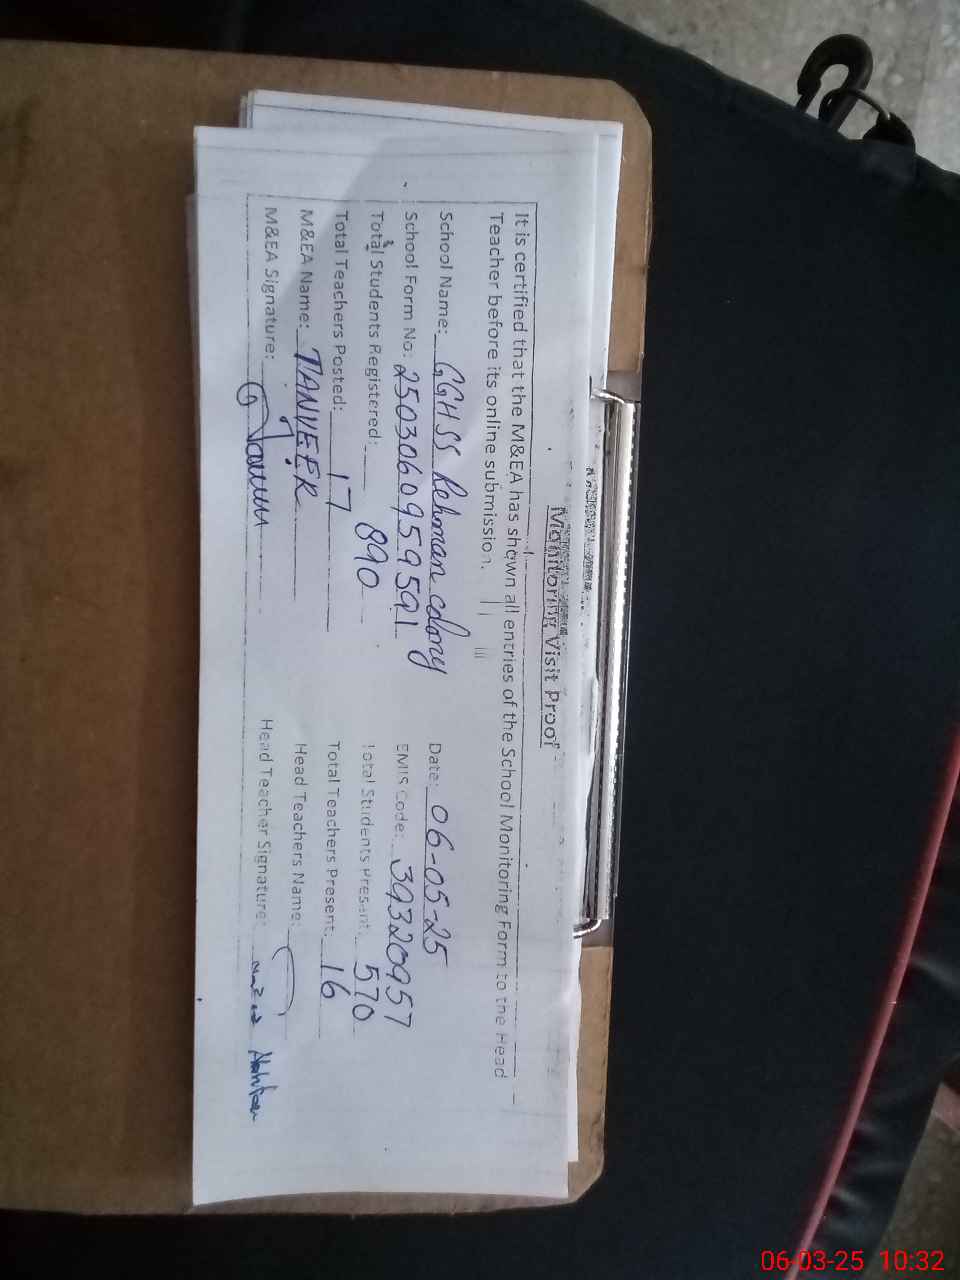 Monitoring Visit Proof
It is certified that the M&EA has shown all entries of the School Monitoring Form to the Head
Teacher before its online submission.
School Name: GGHSS Rehman colony Date: 06-05-25
School Form No: 2503060959591 EMIS Code: 39320957
Total Students Registered: 890 Total Students Present: 570
Total Teachers Posted: 17 Total Teachers Present: 16
M&EA Name: TANVEER Head Teachers Name:
M&EA Signature: Head Teacher Signature:
06-03-25 10:32